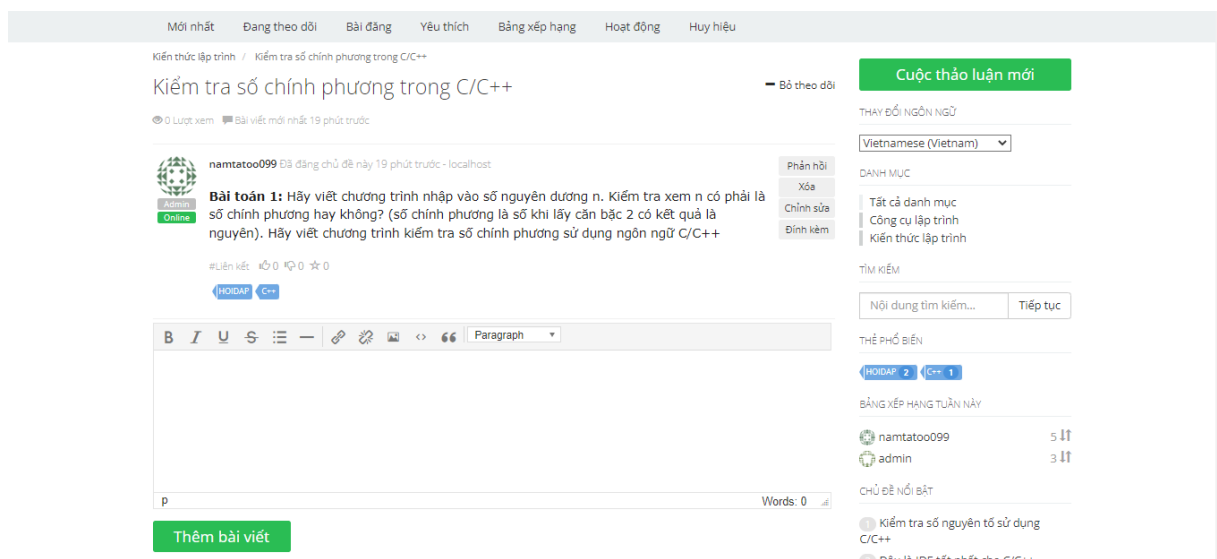 Mới nhất Đang theo dõi Bài đăng Yêu thích Bảng xếp hạng Hoạt động Huy hiệu
Kiến thức lập trình / Kiểm tra số chính phương trong C/C++
Kiểm tra số chính phương trong C/C++
Bỏ theo dõi
0 Lượt xem Bài viết mới nhất 19 phút trước
namtatoo099 Đã đăng chủ đề này 19 phút trước - localhost
Admin
Online
Bài toán 1: Hãy viết chương trình nhập vào số nguyên dương n. Kiểm tra xem n có phải là
số chính phương hay không? (số chính phương là số khi lấy căn bặc 2 có kết quả là
nguyên). Hãy viết chương trình kiểm tra số chính phương sử dụng ngôn ngữ C/C++
Phản hồi
Xóa
Chỉnh sửa
Đính kèm
#Liên kết 0 0 0
HOIDAP C++
B I U S Paragraph
p
Words: 0
Thêm bài viết
Cuộc thảo luận mới
THAY ĐỔI NGÔN NGỮ
Vietnamese (Vietnam)
DANH MỤC
Tất cả danh mục
Công cụ lập trình
Kiến thức lập trình
TÌM KIẾM
Nội dung tìm kiếm... Tiếp tục
THẺ PHỔ BIẾN
HOIDAP 2 C++ 1
BẢNG XẾP HẠNG TUẦN NÀY
namtatoo099 5
admin 3
CHỦ ĐỀ NỔI BẬT
1 Kiểm tra số nguyên tố sử dụng
C/C++